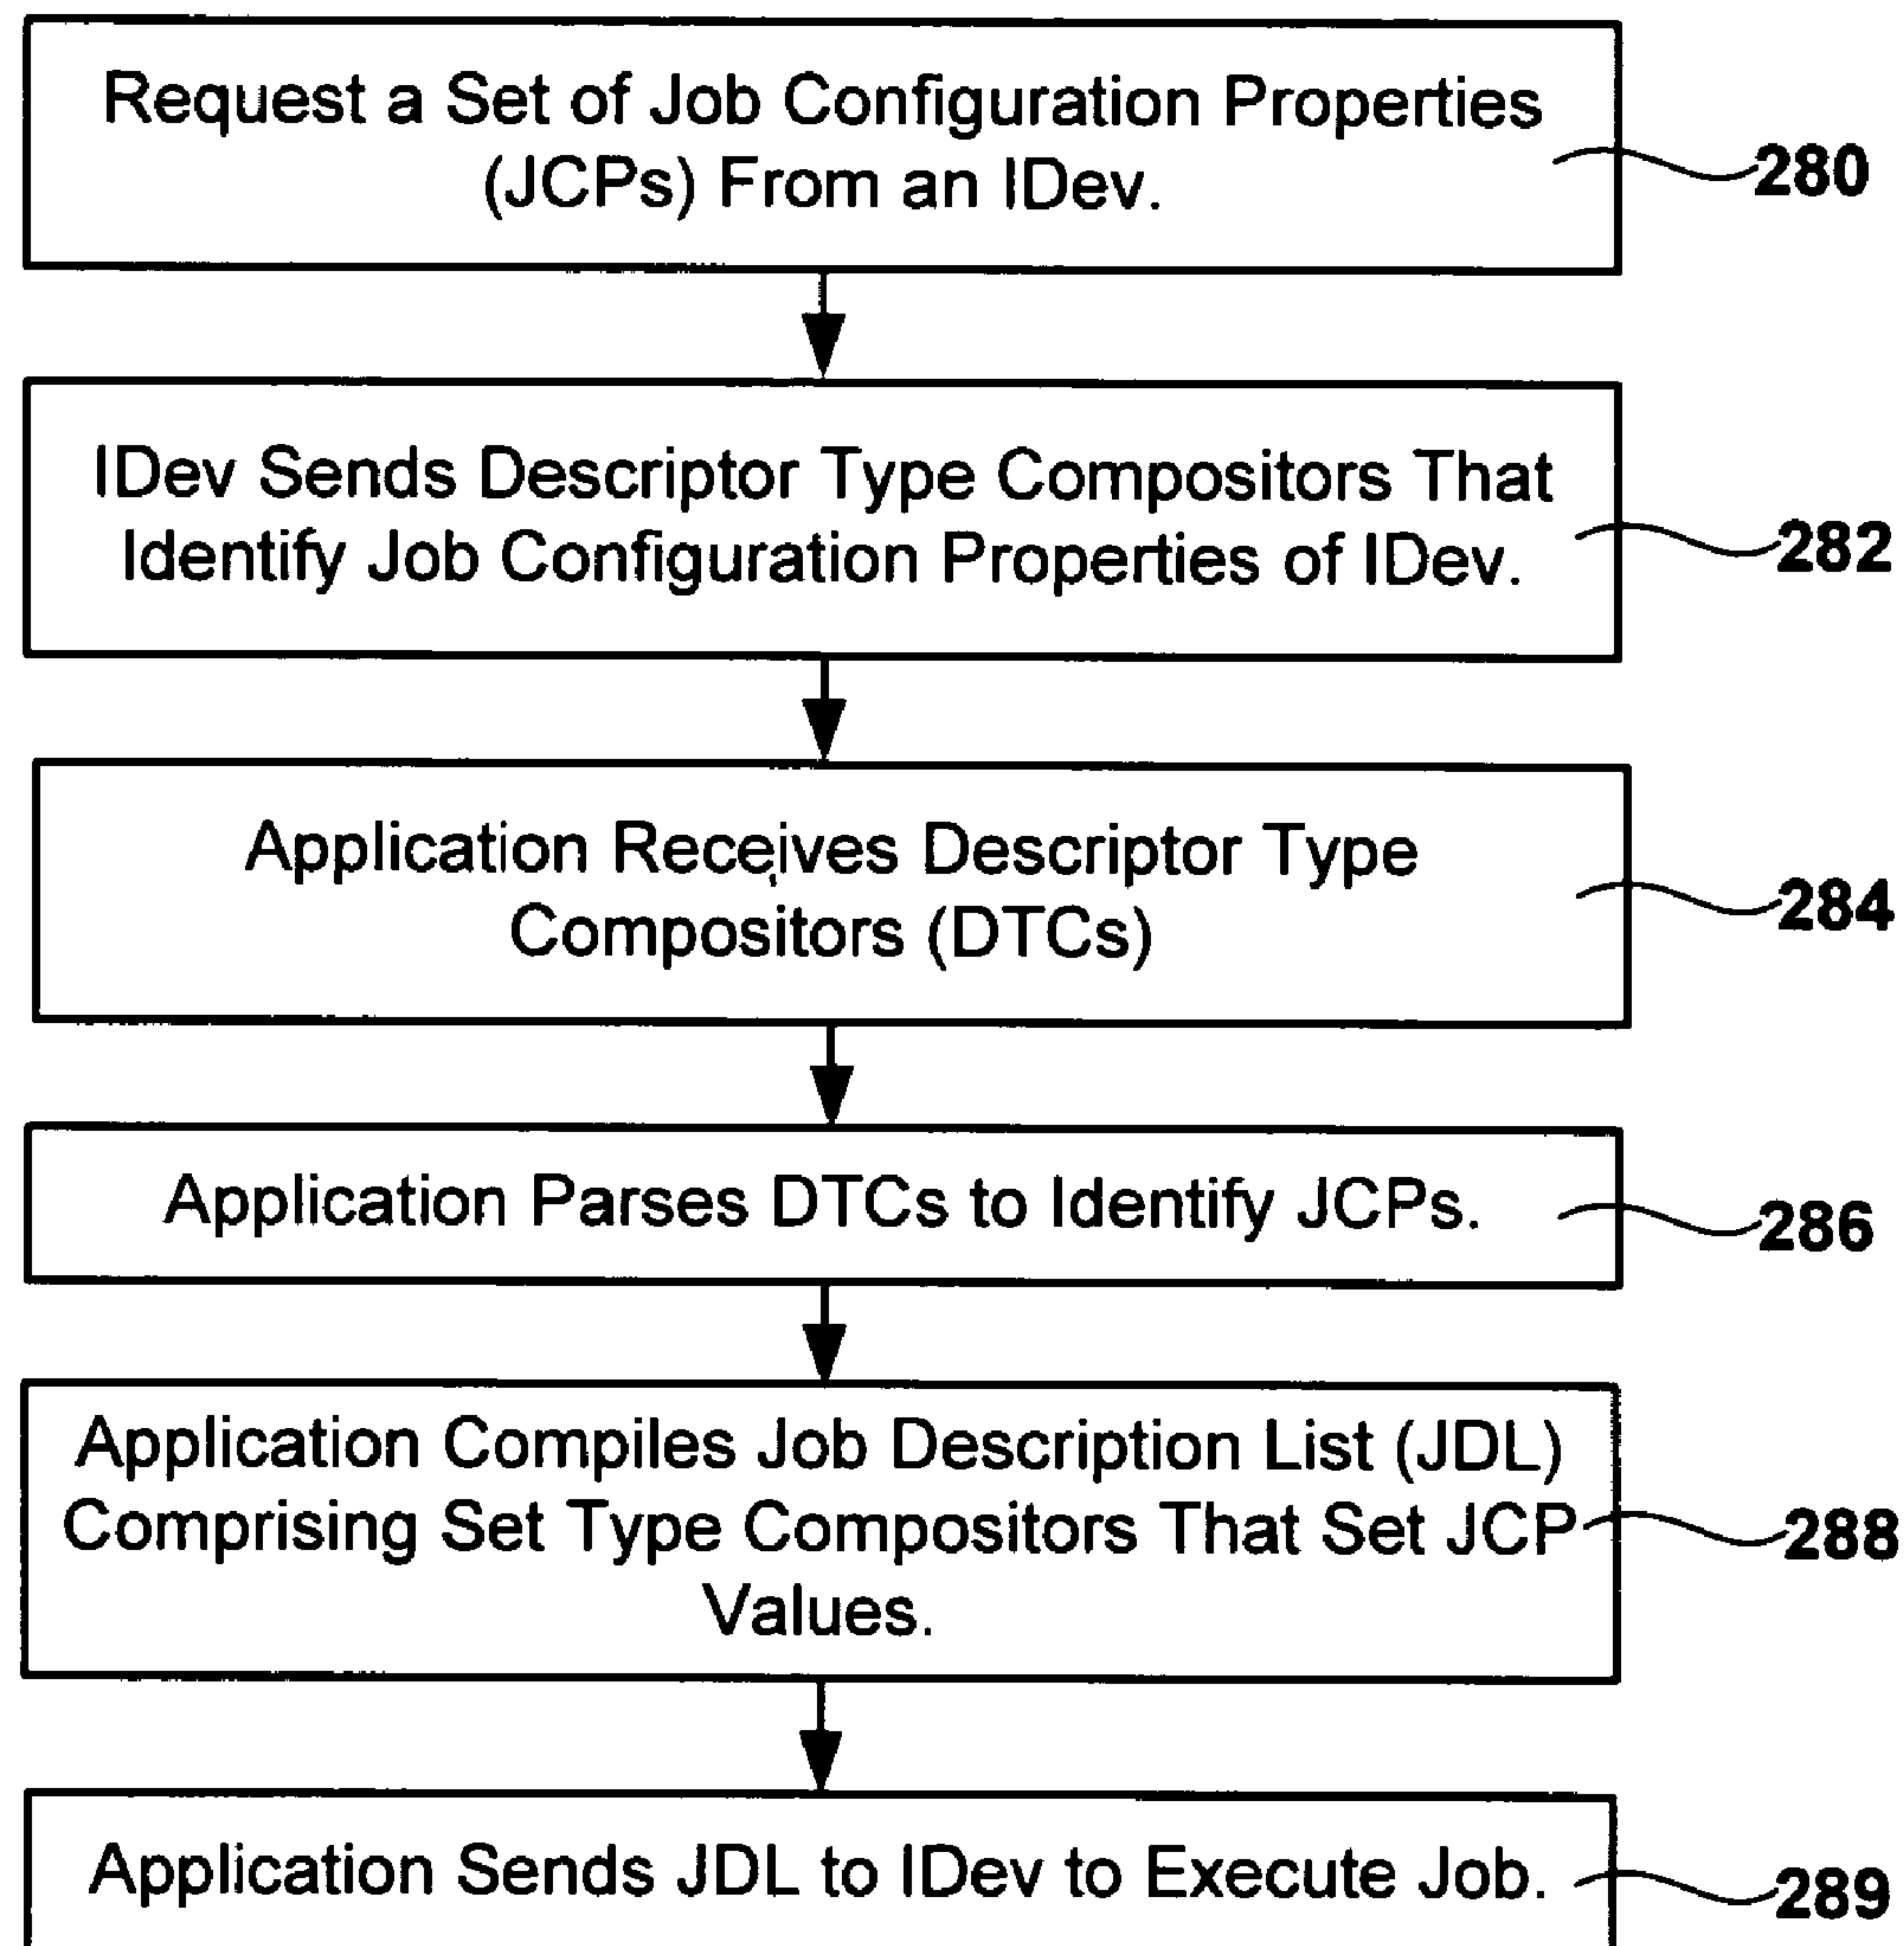 Request a Set of Job Configuration Properties
(JCPs) From an IDev.
280
IDev Sends Descriptor Type Compositors That
Identify Job Configuration Properties of IDev.
282
Application Receives Descriptor Type
Compositors (DTCs)
284
Application Parses DTCs to Identify JCPs.
286
Application Compiles Job Description List (JDL)
Comprising Set Type Compositors That Set JCP
Values.
288
Application Sends JDL to IDev to Execute Job.
289